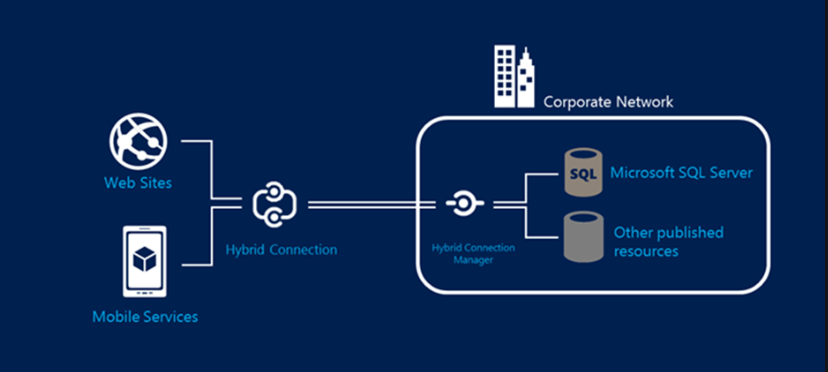 Corporate Network
Web Sites
SQL
Microsoft SQL Server
Hybrid Connection
Hybrid Connection
Manager
Other published
resources
Mobile Services